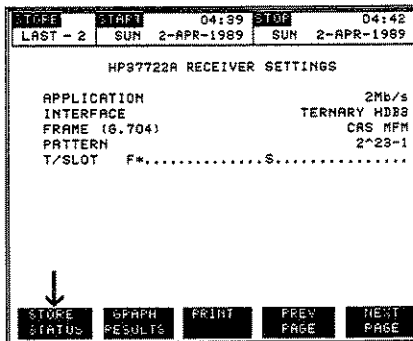 STORE START 04:39 STOP 04:42
LAST - 2 SUN 2-APR-1989 SUN 2-APR-1989
HP37722A RECEIVER SETTINGS
APPLICATION 2Mb/s
INTERFACE TERNARY HDB3
FRAME (G.704) CAS MFM
PATTERN 2^23-1
T/SLOT F*..............S...............
STORE STATUS
GRAPH RESULTS
PRINT
PREV PAGE
NEXT PAGE